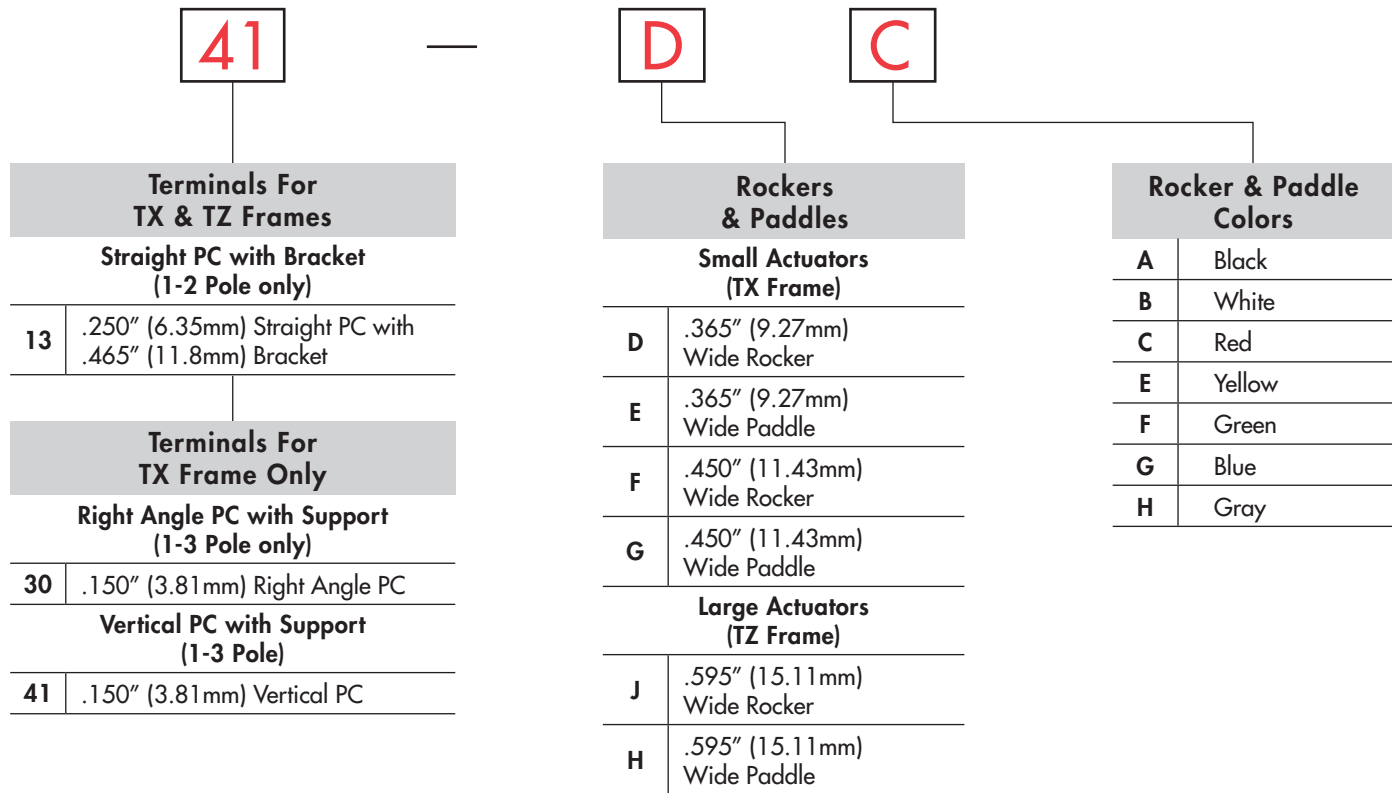 41 — D C
Terminals For
TX & TZ Frames
Straight PC with Bracket
(1-2 Pole only)
13 .250” (6.35mm) Straight PC with
.465” (11.8mm) Bracket
Terminals For
TX Frame Only
Right Angle PC with Support
(1-3 Pole only)
30 .150” (3.81mm) Right Angle PC
Vertical PC with Support
(1-3 Pole)
41 .150” (3.81mm) Vertical PC
Rockers
& Paddles
Small Actuators
(TX Frame)
D .365” (9.27mm)
Wide Rocker
E .365” (9.27mm)
Wide Paddle
F .450” (11.43mm)
Wide Rocker
G .450” (11.43mm)
Wide Paddle
Large Actuators
(TZ Frame)
J .595” (15.11mm)
Wide Rocker
H .595” (15.11mm)
Wide Paddle
Rocker & Paddle
Colors
A Black
B White
C Red
E Yellow
F Green
G Blue
H Gray